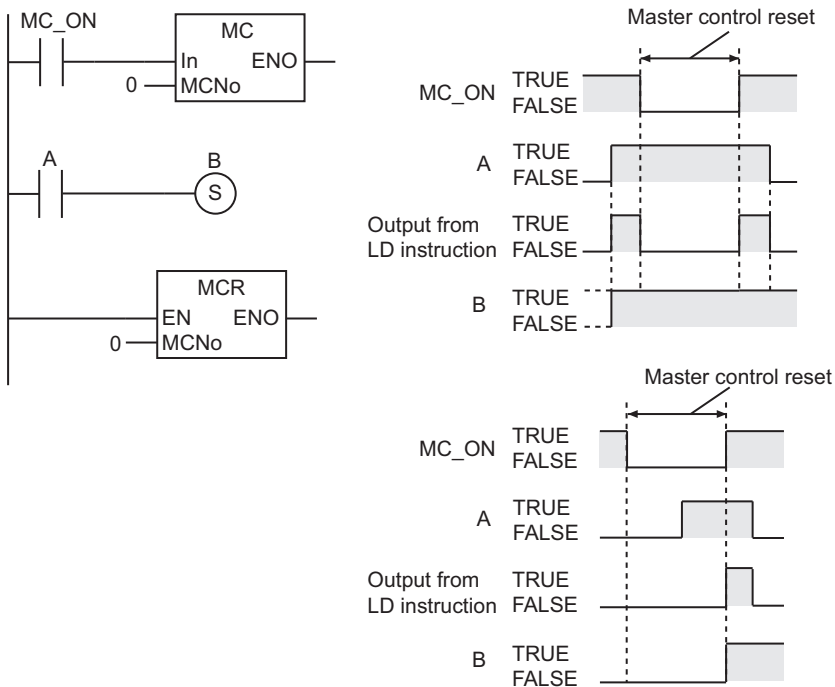 MC_ON
MC
In ENO
0 MCNo
A B
S
MCR
EN ENO
0 MCNo
Master control reset
MC_ON TRUE
FALSE
A TRUE
FALSE
Output from TRUE
LD instruction FALSE
B TRUE
FALSE
Master control reset
MC_ON TRUE
FALSE
A TRUE
FALSE
Output from TRUE
LD instruction FALSE
B TRUE
FALSE